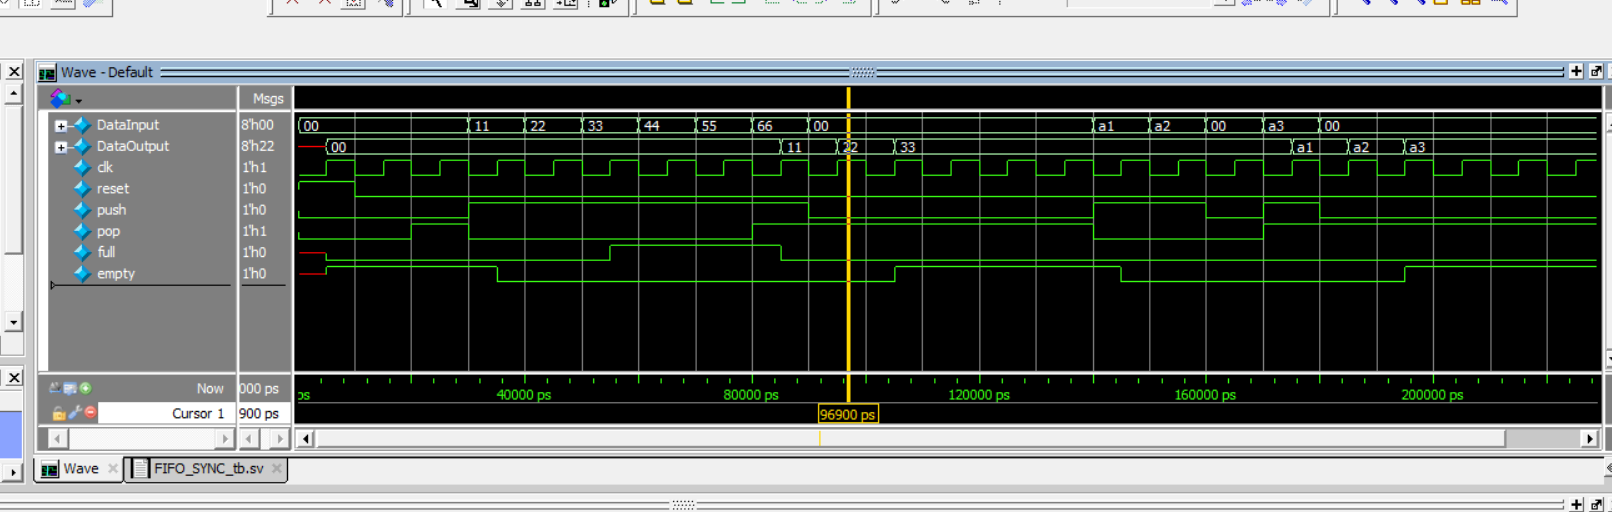 Wave - Default
Msgs
DataInput 8'h00 00 11 22 33 44 55 66 00 a1 a2 00 a3 00
DataOutput 8'h22 00 11 22 33 a1 a2 a3
clk 1'h1
reset 1'h0
push 1'h0
pop 1'h1
full 1'h0
empty 1'h0
Now 000 ps ps 40000 ps 80000 ps 120000 ps 160000 ps 200000 ps
Cursor 1 900 ps 96900 ps
Wave FIFO_SYNC_tb.sv